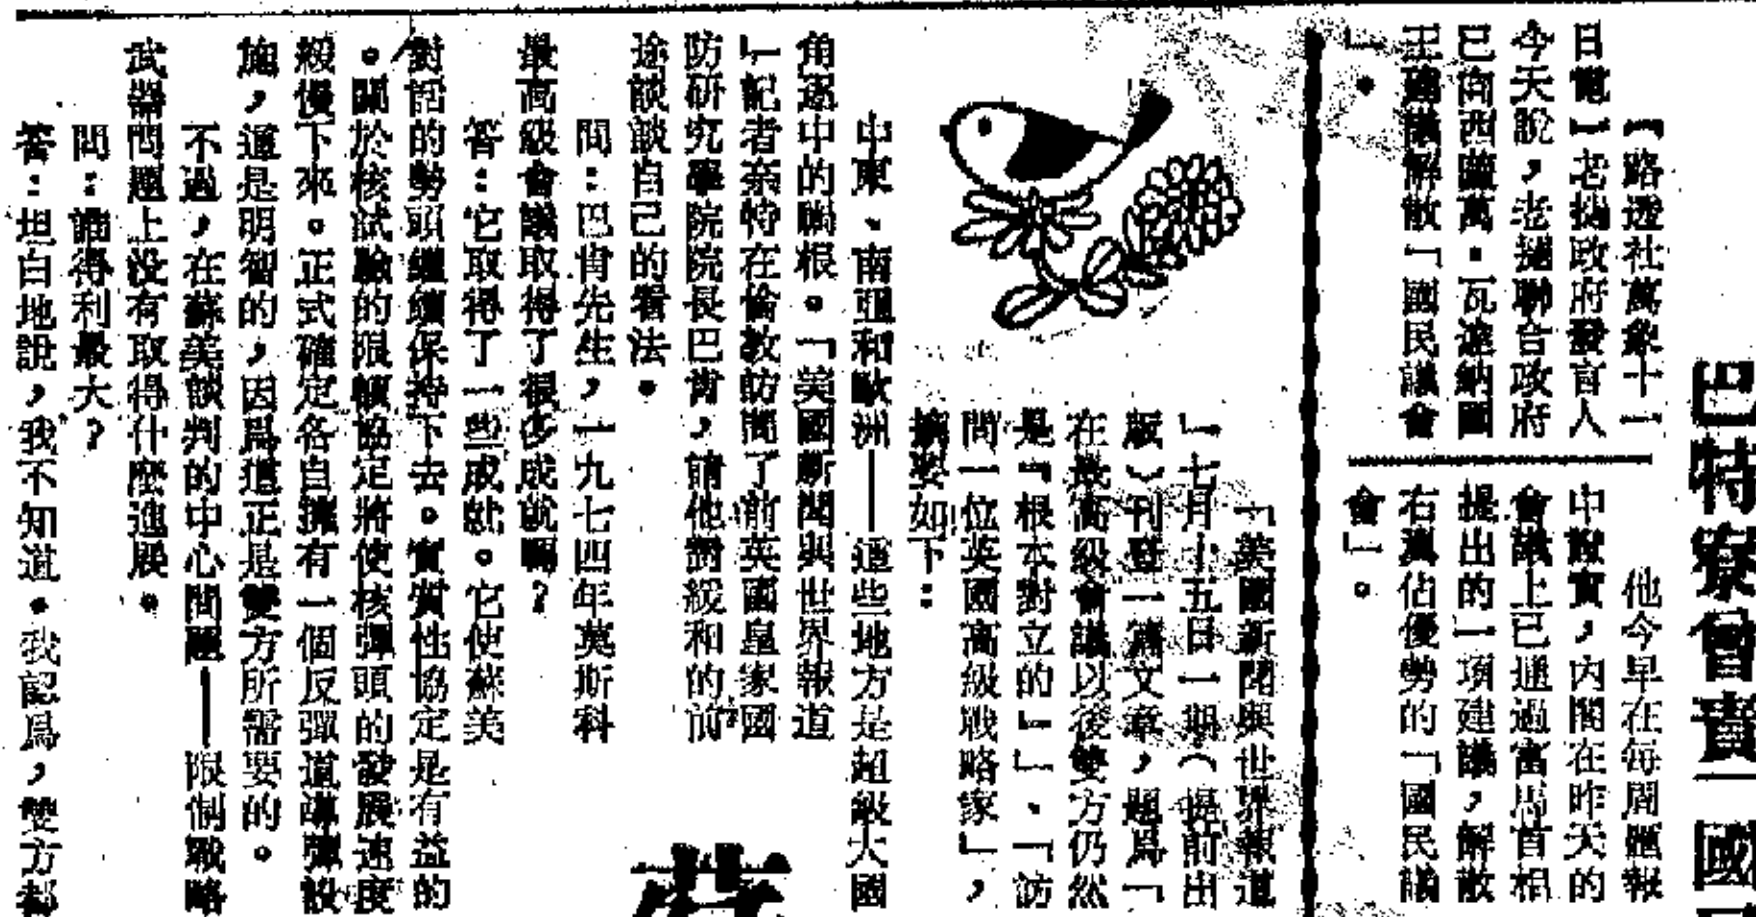 巴特寮曾責
【路透社萬象十一
日電】老撾政府發言人
今天說，老撾聯合政府
已向西薩萬·瓦達納國
王建議解散「國民議會
」。
他今早在每周匯報
中證實，內閣在昨天的
會議上已通過富馬首相
提出的一項建議，解散
右翼佔優勢的「國民議
會」。
「美國新聞與世界報道
」七月十五日一期（提前出
版）刊登一篇文章，題爲「
在最高級會議以後雙方仍然
是『根本對立的』」、「訪
問一位英國高級戰略家」，
摘要如下：
中東、南亞和歐洲——這些地方是超級大國
角逐中的禍根。「美國新聞與世界報道
」記者奈特在倫敦訪問了前英國皇家國
防研究學院院長巴肯，請他對緩和的前
途談談自己的看法。
問：巴肯先生，一九七四年莫斯科
最高級會議取得了很多成就嗎？
答：它取得了一些成就。它使蘇美
對話的勢頭繼續保持下去。實質性協定是有益的
。關於核試驗的限額協定將使核彈頭的發展速度
緩慢下來。正式確定各自擁有一個反彈道導彈設
施，這是明智的，因爲這正是雙方所需要的。
不過，在蘇美談判的中心問題——限制戰略
武器問題上没有取得什麼進展。
問：誰得利最大？
答：坦白地說，我不知道。我認爲，雙方都